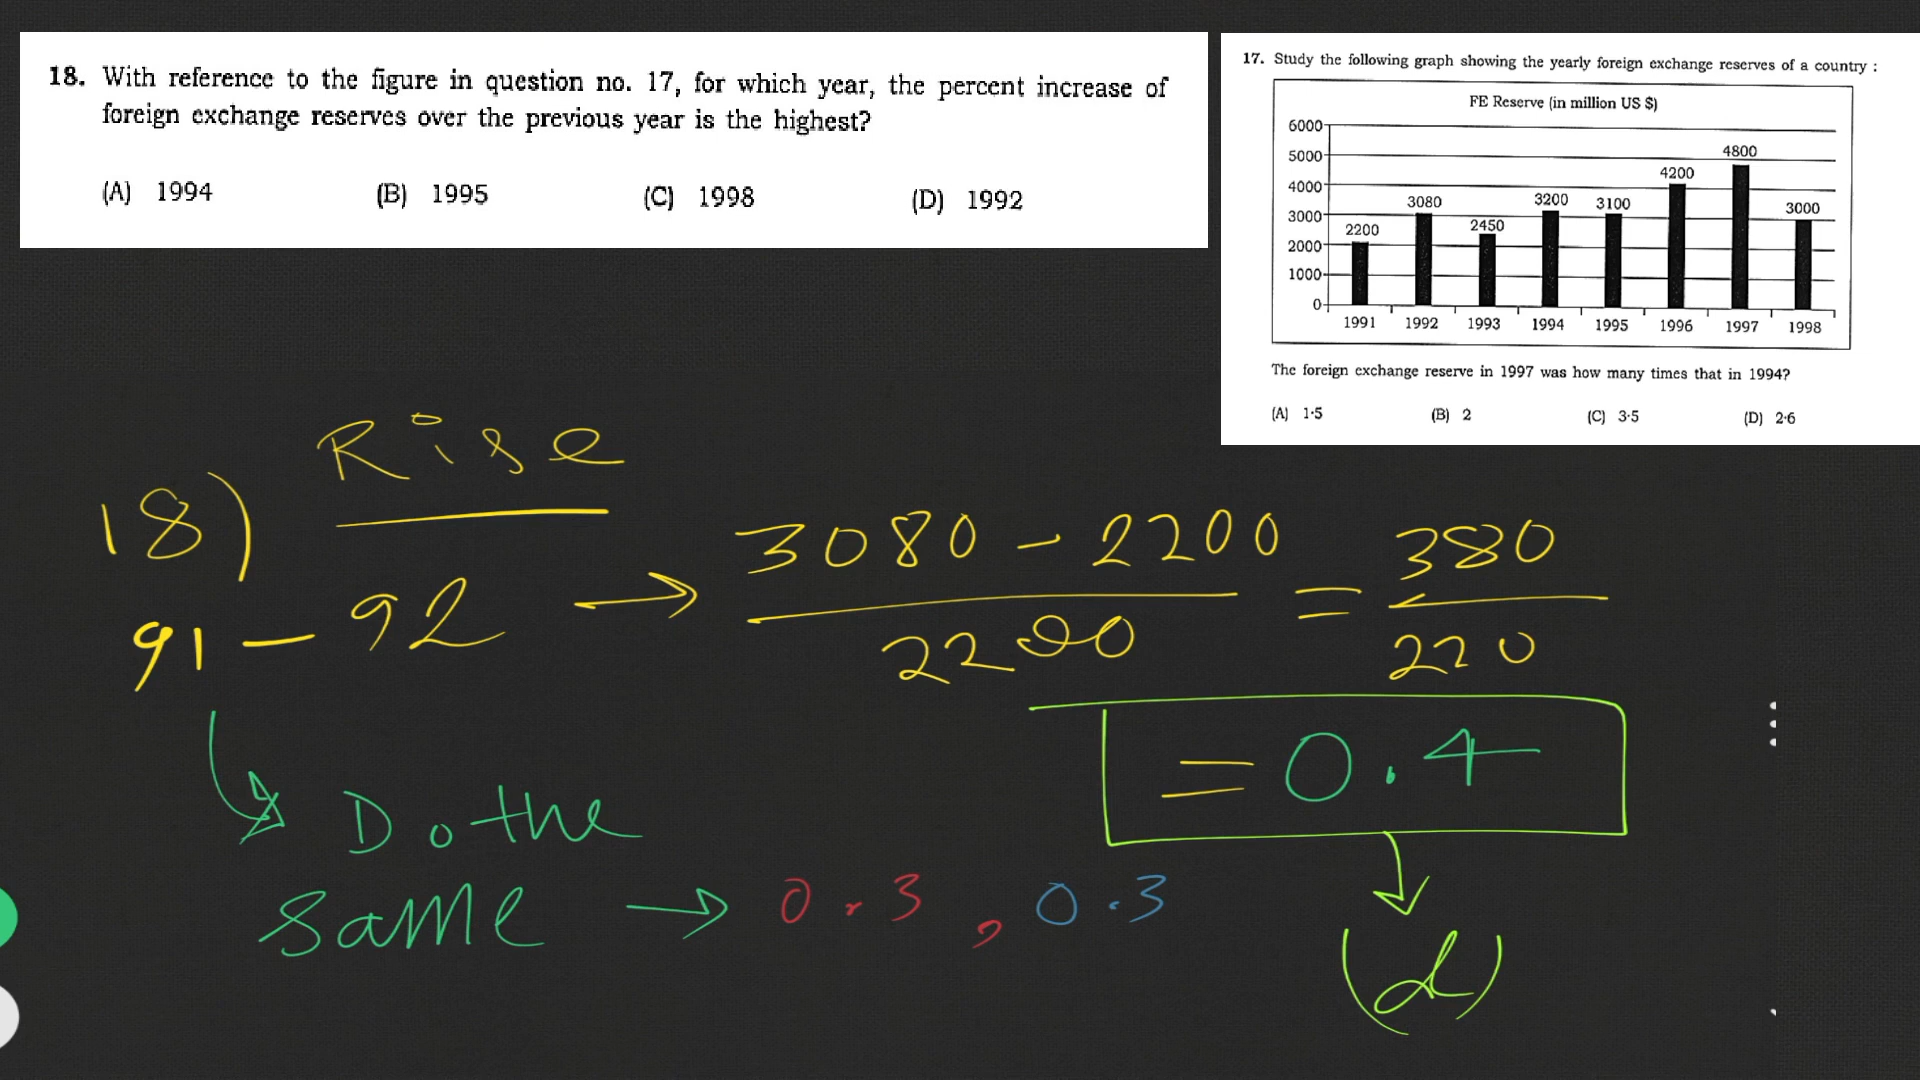 18. With reference to the figure in question no. 17, for which year, the percent increase of
foreign exchange reserves over the previous year is the highest?
(A) 1994 (B) 1995 (C) 1998 (D) 1992
17. Study the following graph showing the yearly foreign exchange reserves of a country :
FE Reserve (in million US $)
6000
5000
4000
3000
2000
1000
0
2200 3080 2450 3200 3100 4200 4800 3000
1991 1992 1993 1994 1995 1996 1997 1998
The foreign exchange reserve in 1997 was how many times that in 1994?
(A) 1·5 (B) 2 (C) 3·5 (D) 2·6
Rise
18)
91 - 92 → 3080 - 2200 / 2200 = 380 / 220
= 0.4
Do the
same → 0.3, 0.3
(d)